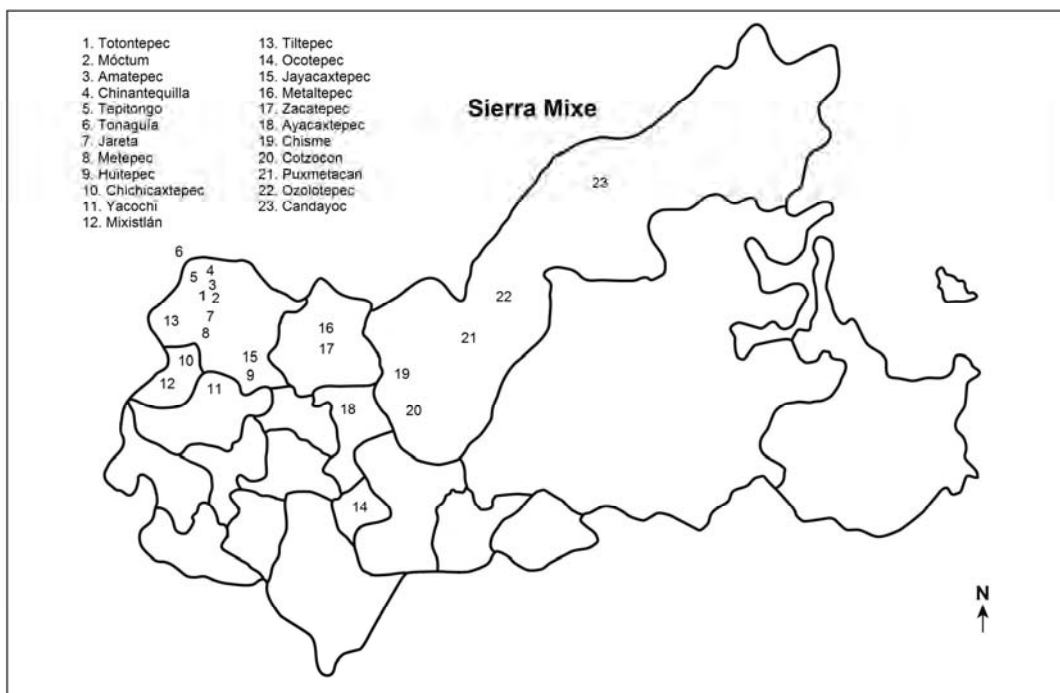 1. Totontepec
2. Móctum
3. Amatepec
4. Chinantequilla
5. Tepitongo
6. Tonaguía
7. Jareta
8. Metepec
9. Huitepec
10. Chichicaxtepec
11. Yacochi
12. Mixistlán
13. Tiltepec
14. Ocotepec
15. Jayacaxtepec
16. Metaltepec
17. Zacatepec
18. Ayacaxtepec
19. Chisme
20. Cotzocon
21. Puxmetacan
22. Ozolotepec
23. Candayoc
Sierra Mixe
23
6
4
5
3
1 2
22
13
7
8
16
21
17
15
10
9
19
12
11
18
20
14
N